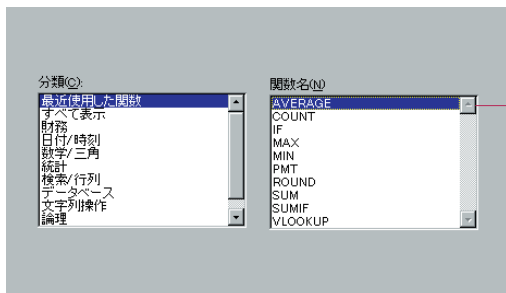 分類(C):
最近使用した関数
すべて表示
財務
日付/時刻
数学/三角
統計
検索/行列
データベース
文字列操作
論理
関数名(N)
AVERAGE
COUNT
IF
MAX
MIN
PMT
ROUND
SUM
SUMIF
VLOOKUP